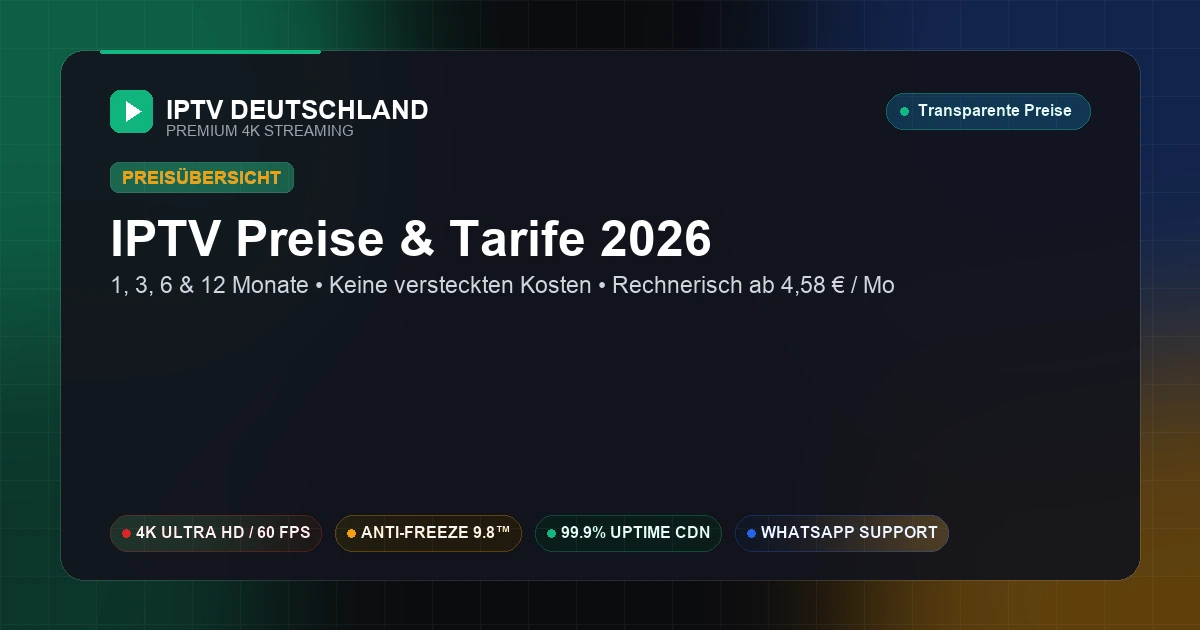 IPTV DEUTSCHLAND
PREMIUM 4K STREAMING
Transparente Preise
PREISÜBERSICHT
IPTV Preise & Tarife 2026
1, 3, 6 & 12 Monate • Keine versteckten Kosten • Rechnerisch ab 4,58 € / Mo
4K ULTRA HD / 60 FPS
ANTI-FREEZE 9.8™
99.9% UPTIME CDN
WHATSAPP SUPPORT